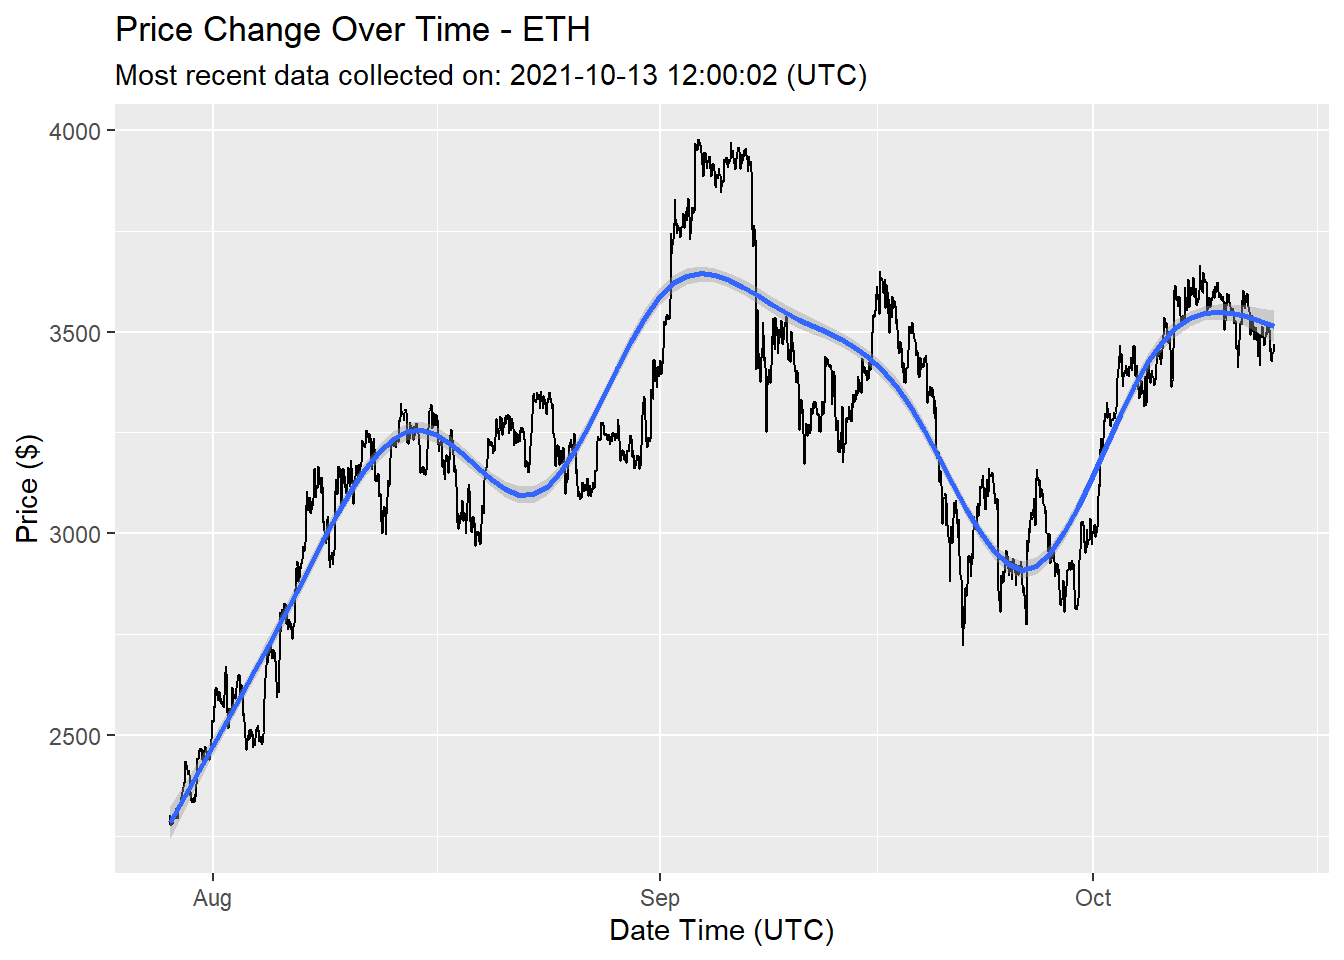 Price Change Over Time - ETH
Most recent data collected on: 2021-10-13 12:00:02 (UTC)
Price ($)
4000
3500
3000
2500
Aug Sep Oct
Date Time (UTC)